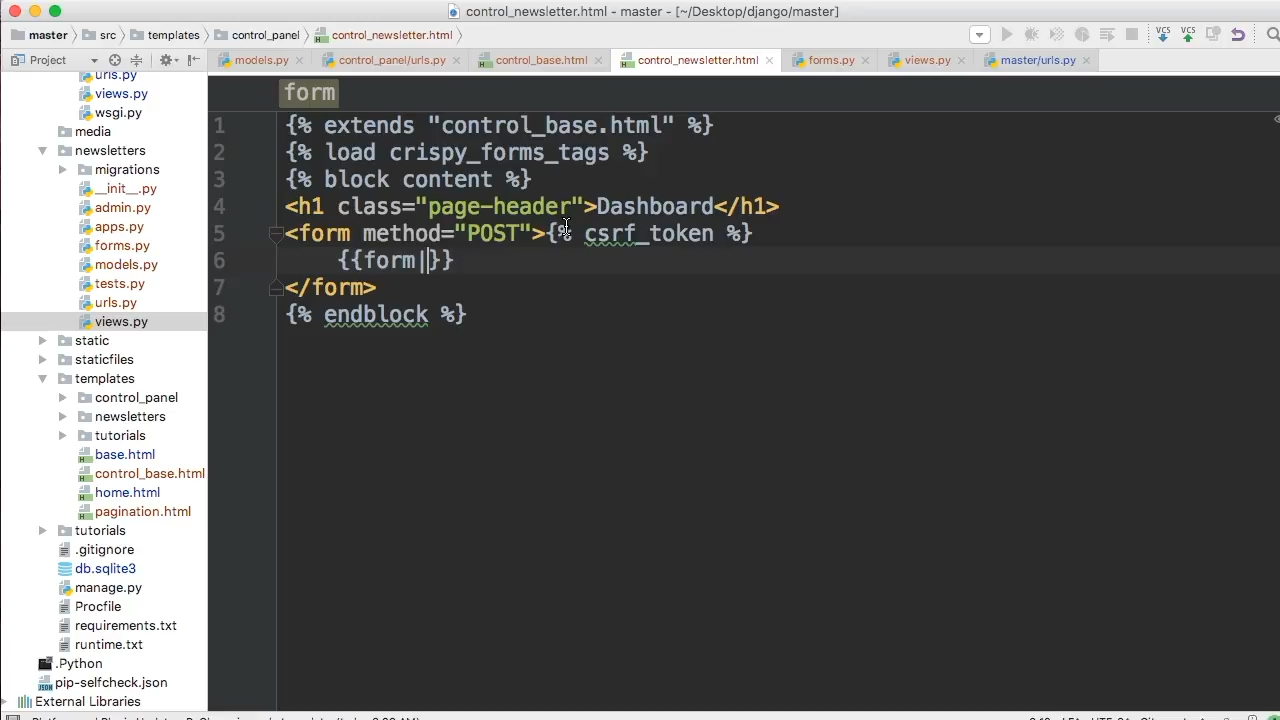 control_newsletter.html - master - [~/Desktop/django/master]
master src templates control_panel control_newsletter.html
Project models.py control_panel/urls.py control_base.html control_newsletter.html forms.py views.py master/urls.py
urls.py
views.py
wsgi.py
media
newsletters
migrations
__init__.py
admin.py
apps.py
forms.py
models.py
tests.py
urls.py
views.py
static
staticfiles
templates
control_panel
newsletters
tutorials
base.html
control_base.html
home.html
pagination.html
tutorials
.gitignore
db.sqlite3
manage.py
Procfile
requirements.txt
runtime.txt
.Python
pip-selfcheck.json
External Libraries
form
1 {% extends "control_base.html" %}
2 {% load crispy_forms_tags %}
3 {% block content %}
4 <h1 class="page-header">Dashboard</h1>
5 <form method="POST">{% csrf_token %}
6 {{form|}}
7 </form>
8 {% endblock %}